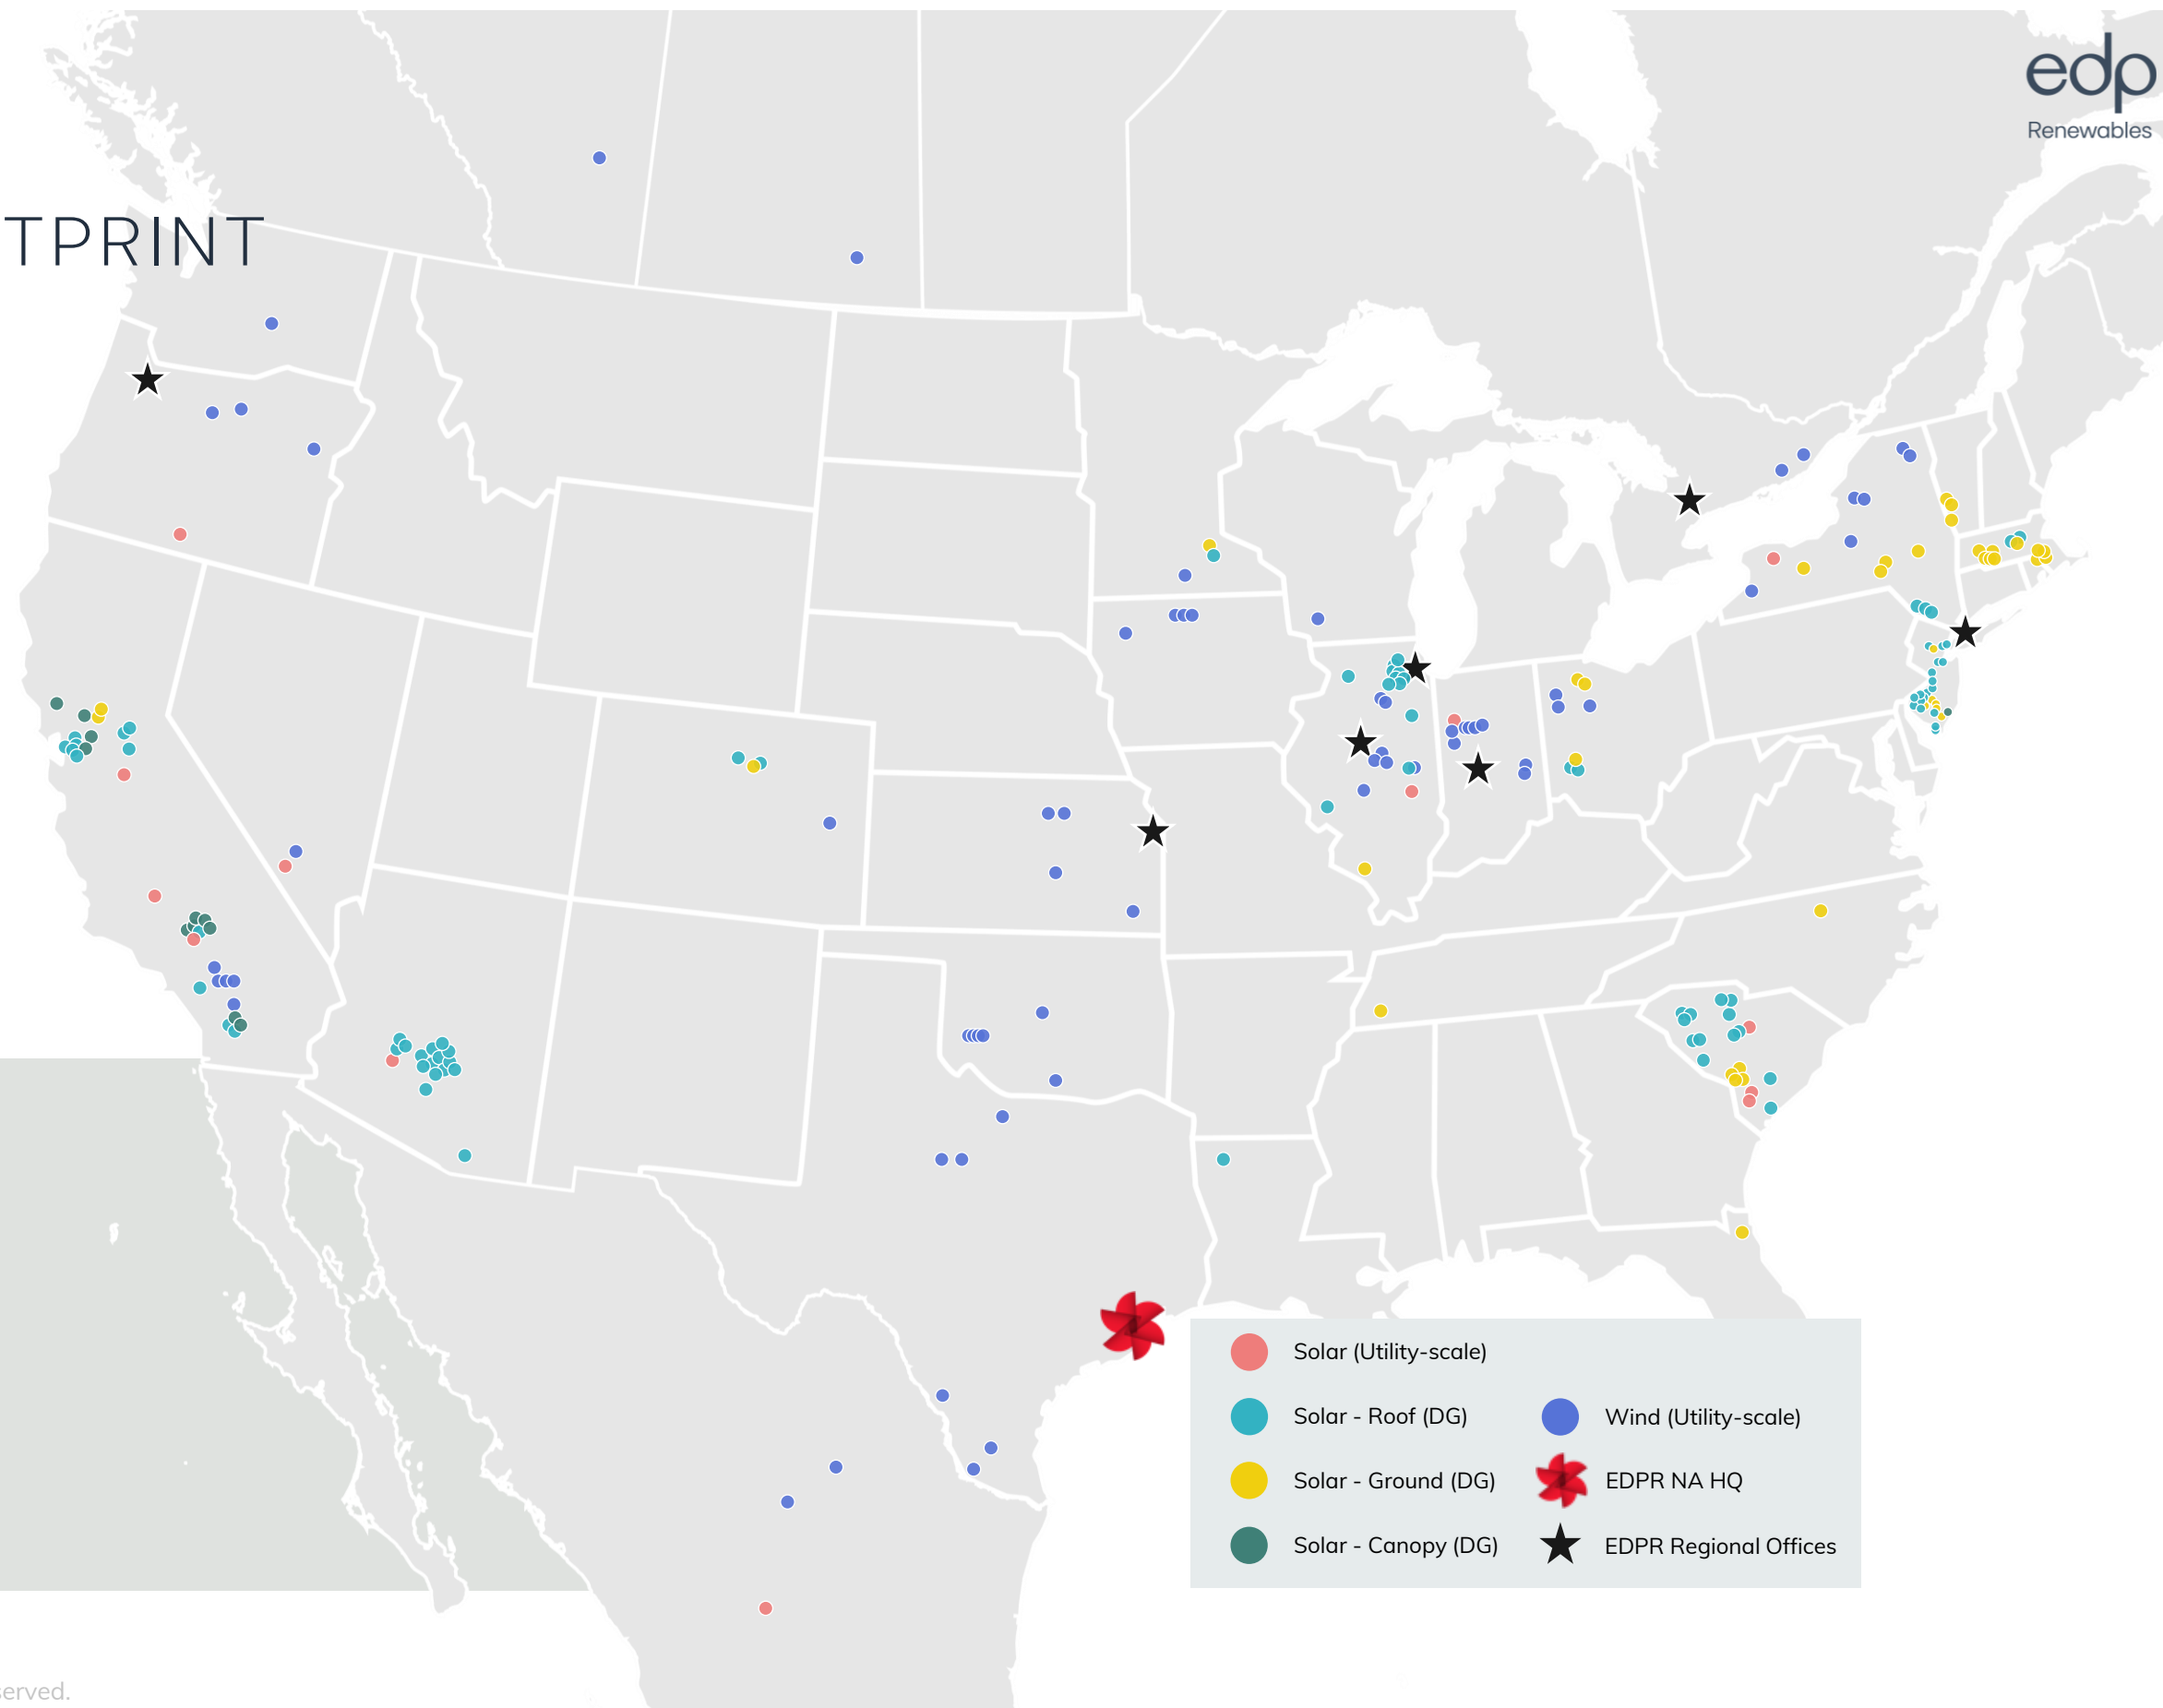 edp
Renewables
TPRINT
Solar (Utility-scale)
Solar - Roof (DG)
Solar - Ground (DG)
Solar - Canopy (DG)
Wind (Utility-scale)
EDPR NA HQ
EDPR Regional Offices
served.